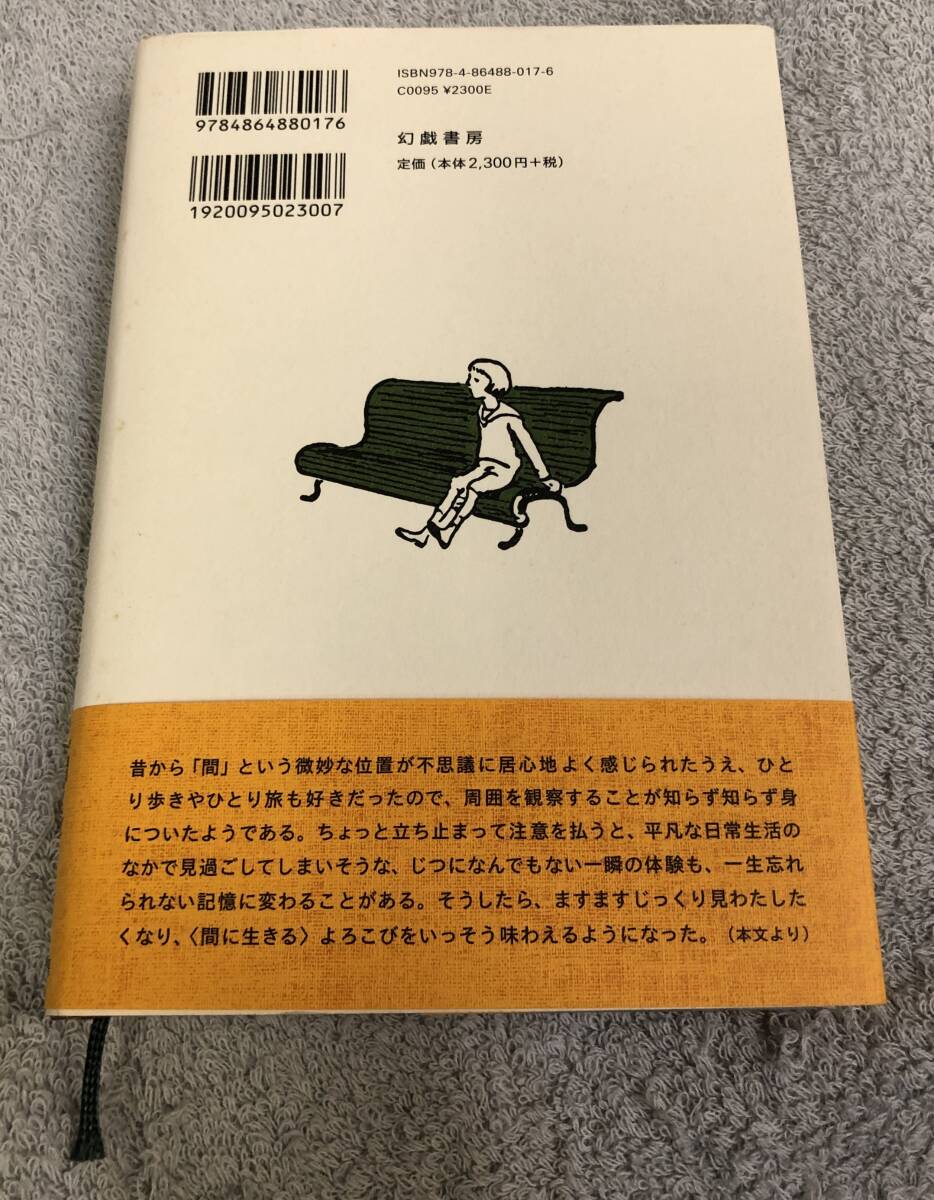 ISBN978-4-86488-017-6
C0095 ¥2300E
9784864880176
幻戯書房
定価（本体2,300円＋税）
1920095023007
昔から「間」という微妙な位置が不思議に居心地よく感じられたうえ、ひと
り歩きやひとり旅も好きだったので、周囲を観察することが知らず知らず身
についたようである。ちょっと立ち止まって注意を払うと、平凡な日常生活の
なかで見過ごしてしまいそうな、じつになんでもない一瞬の体験も、一生忘れ
られない記憶に変わることがある。そうしたら、ますますじっくり見わたした
くなり、〈間に生きる〉よろこびをいっそう味わえるようになった。（本文より）